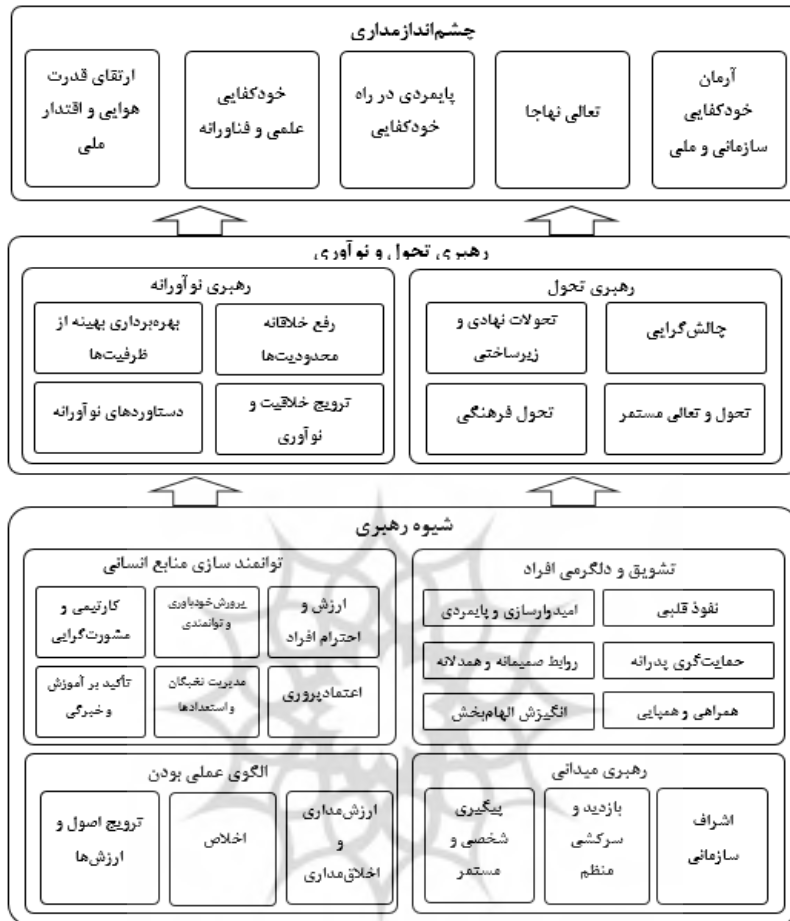 چشم‌اندازمداری
آرمان
خودکفایی
سازمانی و ملی
تعالی نهاجا
پایمردی در راه
خودکفایی
خودکفایی
علمی و فناورانه
ارتقای قدرت
هوایی و اقتدار
ملی
رهبری تحول و نوآوری
رهبری تحول
چالش‌گرایی
تحولات نهادی و
زیرساختی
تحول و تعالی مستمر
تحول فرهنگی
رهبری نوآورانه
رفع خلاقانه
محدودیت‌ها
بهره‌برداری بهینه از
ظرفیت‌ها
ترویج خلاقیت و
نوآوری
دستاوردهای نوآورانه
شیوه رهبری
تشویق و دلگرمی افراد
نفوذ قلبی
امیدوارسازی و پایمردی
حمایت‌گری پدرانه
روابط صمیمانه و همدلانه
همراهی و همپایی
انگیزش الهام‌بخش
توانمند سازی منابع انسانی
ارزش و
احترام افراد
پرورش‌خودباوری
و توانمندی
کارتیمی و
مشورت‌گرایی
اعتمادپروری
مدیریت نخبگان
و استعدادها
تأکید بر آموزش
و خبرگی
رهبری میدانی
اشراف
سازمانی
بازدید و
سرکشی
منظم
پیگیری
شخصی و
مستمر
الگوی عملی بودن
ارزش‌مداری
و
اخلاق‌مداری
اخلاص
ترویج اصول و
ارزش‌ها